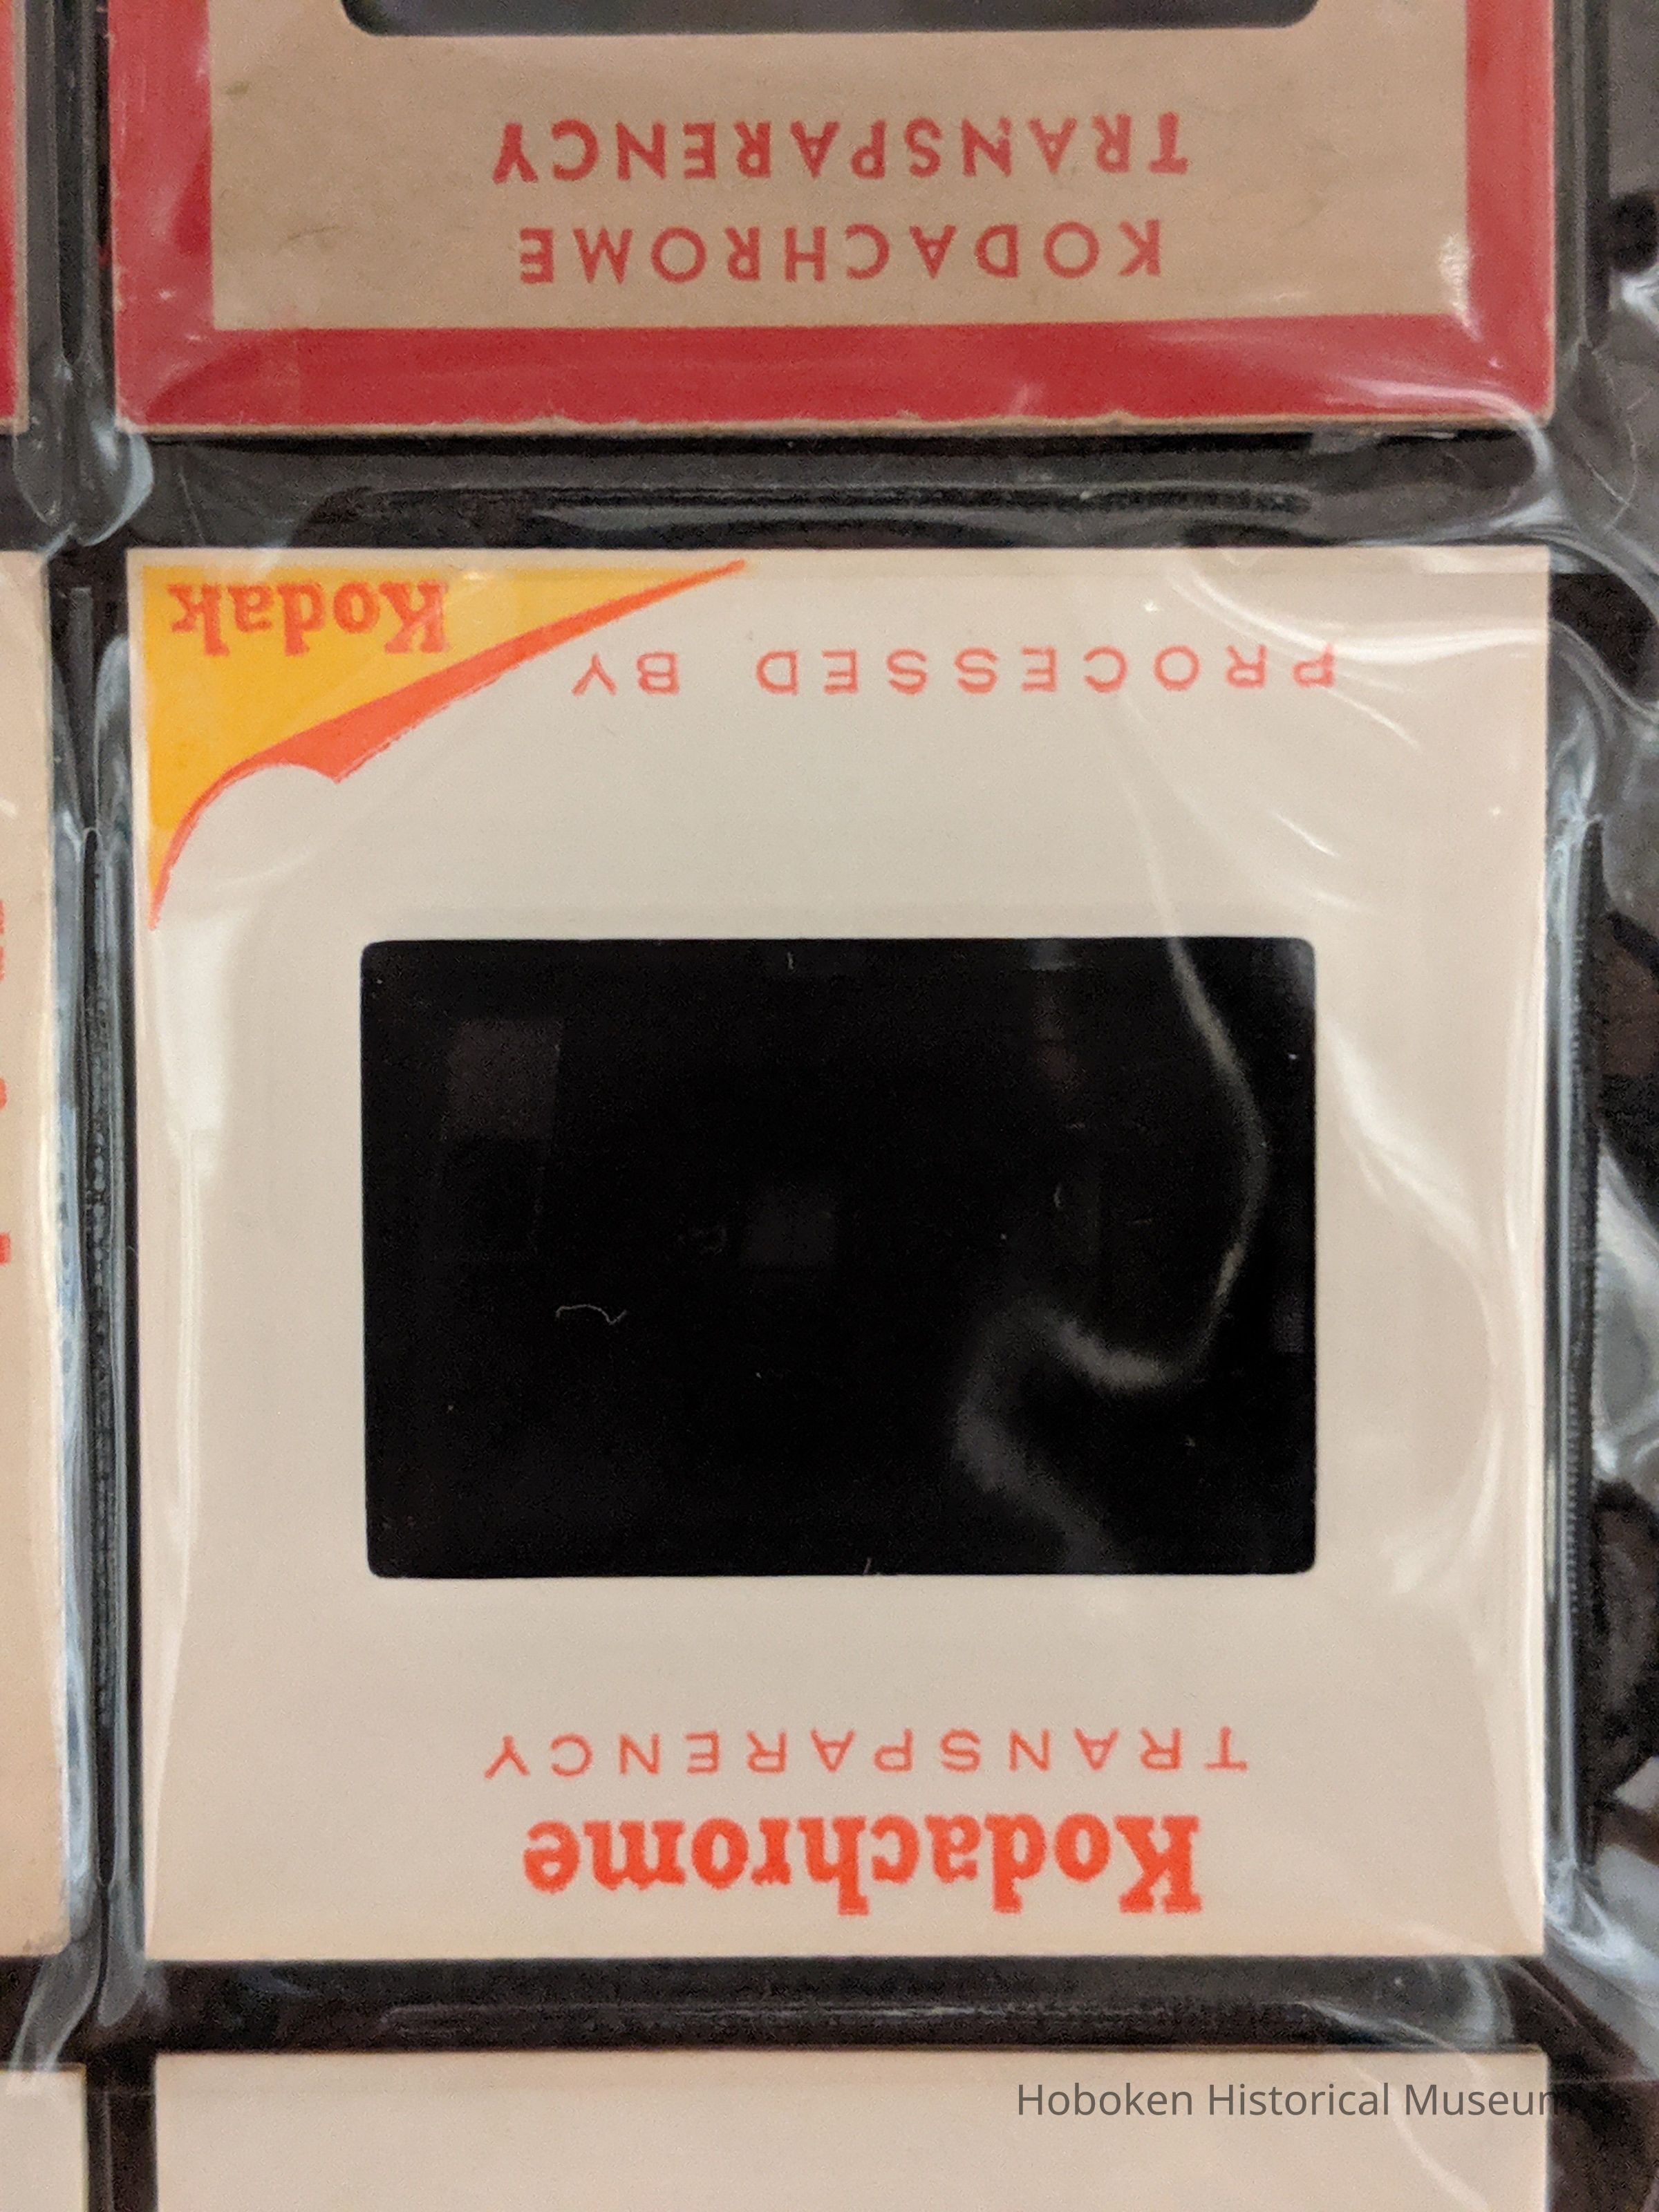 KODACHROME
TRANSPARENCY
Kodachrome
TRANSPARENCY
PROCESSED BY
Kodak
Hoboken Historical Museum